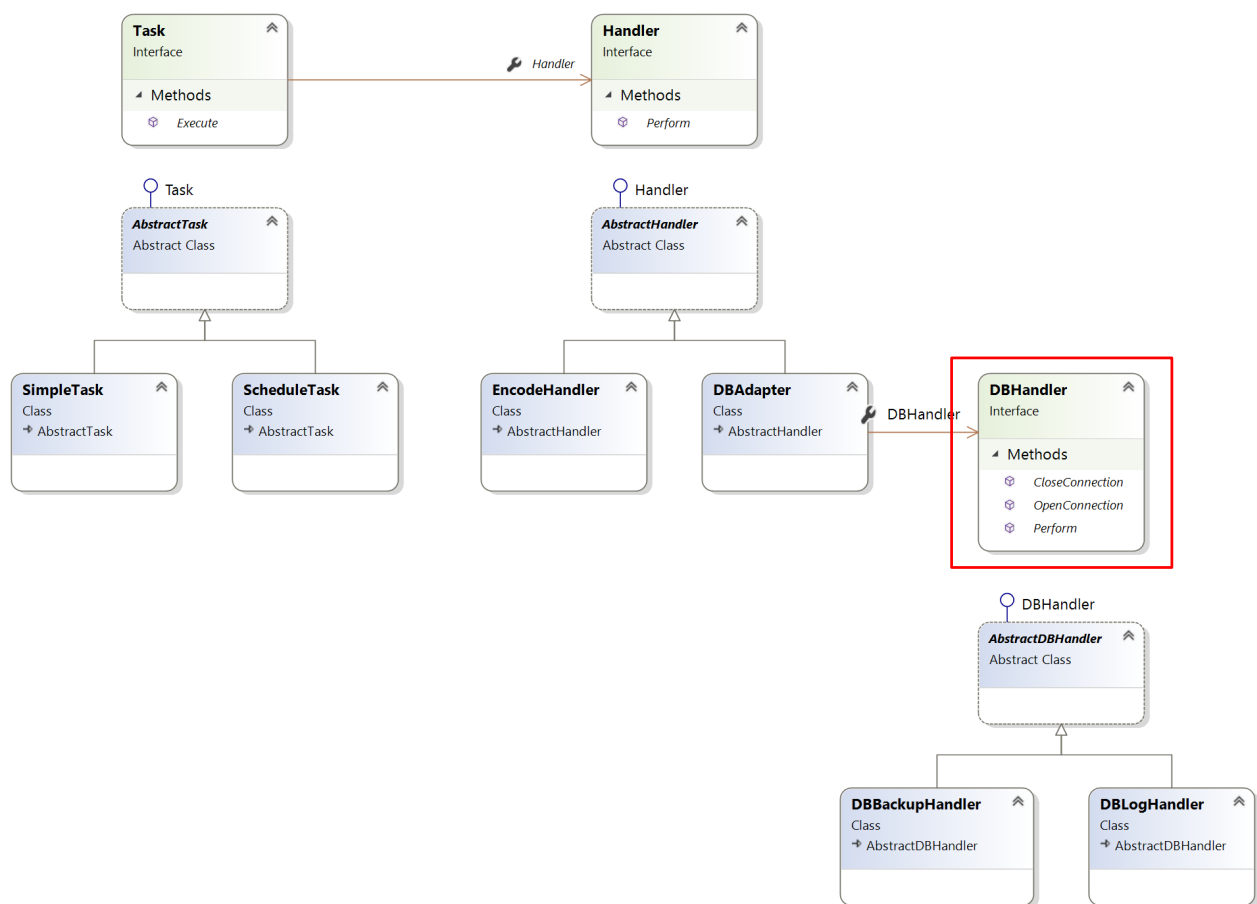 Task
Interface
Methods
Execute
Handler
Handler
Interface
Methods
Perform
Task
AbstractTask
Abstract Class
Handler
AbstractHandler
Abstract Class
SimpleTask
Class
AbstractTask
ScheduleTask
Class
AbstractTask
EncodeHandler
Class
AbstractHandler
DBAdapter
Class
AbstractHandler
DBHandler
DBHandler
Interface
Methods
CloseConnection
OpenConnection
Perform
DBHandler
AbstractDBHandler
Abstract Class
DBBackupHandler
Class
AbstractDBHandler
DBLogHandler
Class
AbstractDBHandler